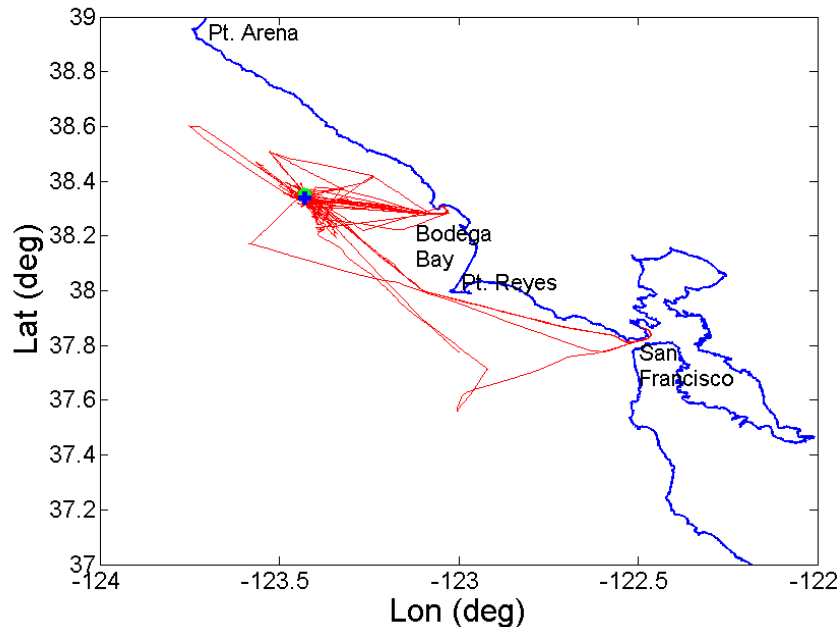 39
38.8
38.6
38.4
38.2
38
37.8
37.6
37.4
37.2
37
Lat (deg)
Pt. Arena
Bodega
Bay
Pt. Reyes
San
Francisco
-124
-123.5
-123
-122.5
-122
Lon (deg)